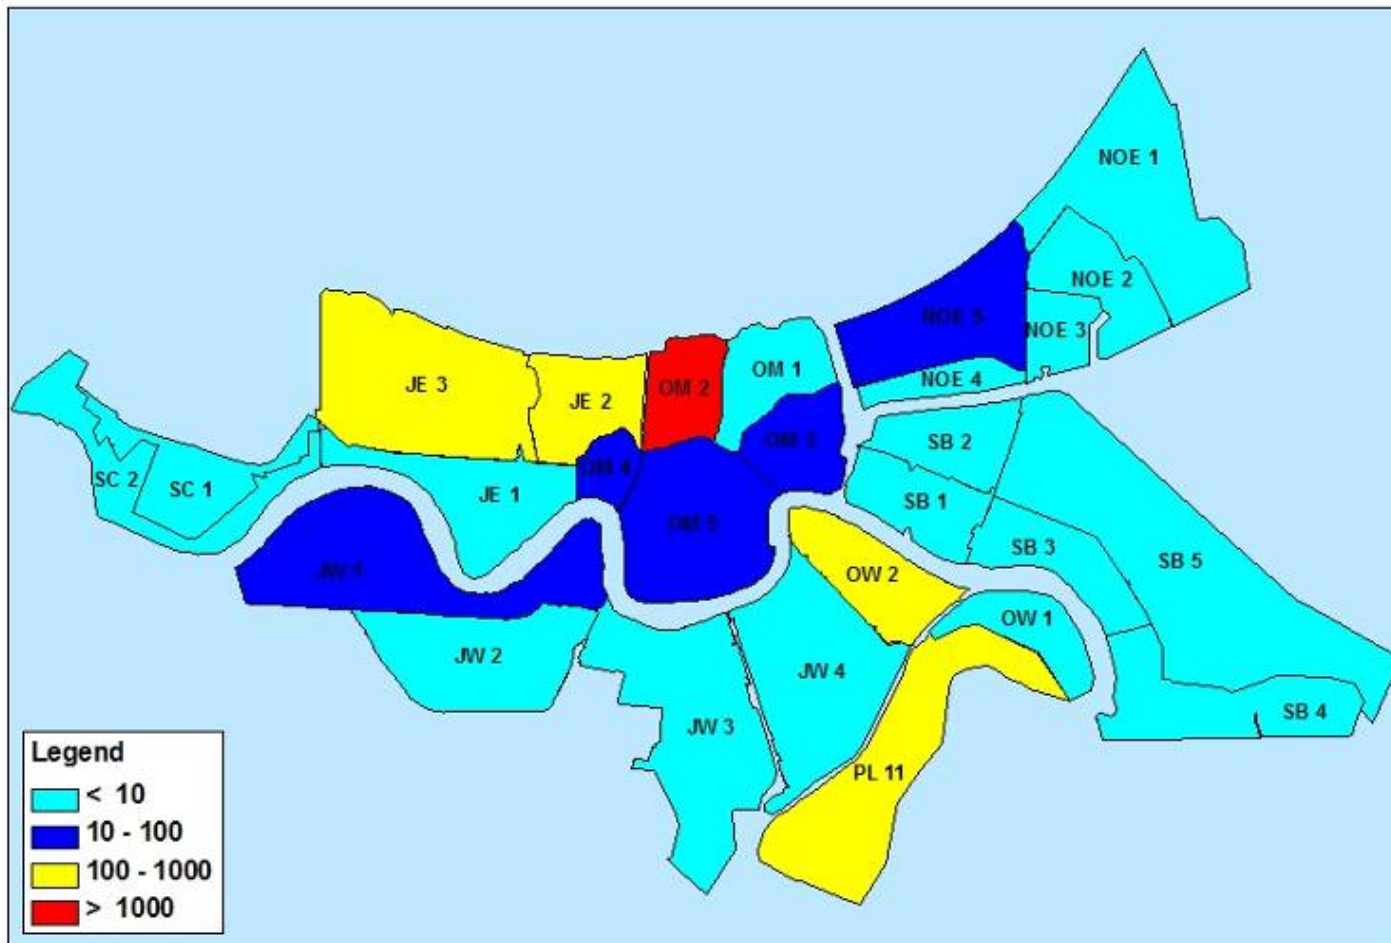 NOE 1
NOE 2
NOE 5
NOE 3
OM 1
NOE 4
JE 3
OM 2
JE 2
OM 3
SB 2
OM 4
SC 2
SC 1
JE 1
SB 1
OM 5
SB 3
SB 5
JW 1
OW 2
OW 1
JW 2
JW 4
SB 4
JW 3
PL 11
Legend
< 10
10 - 100
100 - 1000
> 1000